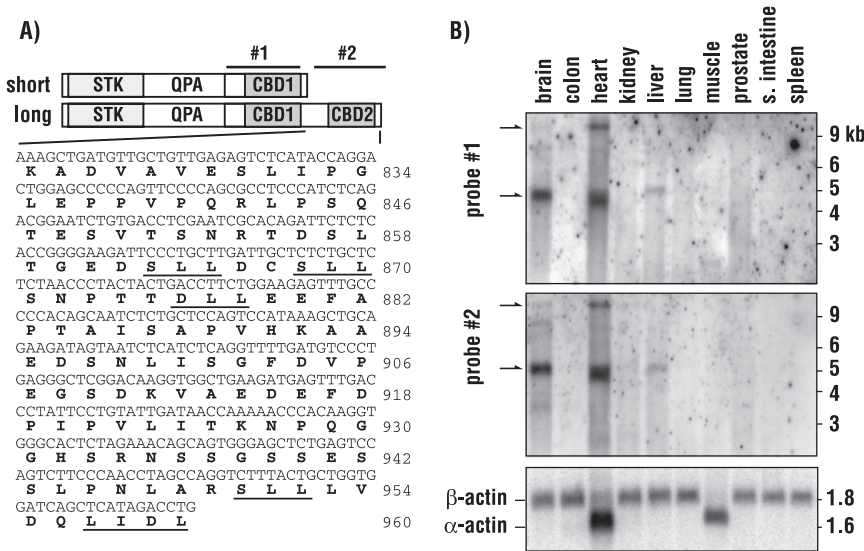 A)
#1 #2
short STK QPA CBD1
long STK QPA CBD1 CBD2
AAAGCTGATGTTGCTGTTGAGAGTCTCATACCAGGA
K A D V A V E S L I P G 834
CTGGAGCCCCCAGTTCCCCAGCGCCTCCCATCTCAG
L E P P V P Q R L P S Q 846
ACGGAATCTGTGACCTCGAATCGCACAGATTCTCTC
T E S V T S N R T D S L 858
ACCGGGGAAGATTCCCTGCTTGATTGCTCTCTGCTC
T G E D S L L D C S L L 870
TCTAACCCTACTACTGACCTTCTGGAAGAGTTTGCC
S N P T T D L L E E F A 882
CCCACAGCAATCTCTGCTCCAGTCCATAAAGCTGCA
P T A I S A P V H K A A 894
GAAGATAGTAATCTCATCTCAGGTTTTGATGTCCCT
E D S N L I S G F D V P 906
GAGGGCTCGGACAAGGTGGCTGAAGATGAGTTTGAC
E G S D K V A E D E F D 918
CCTATTCCTGTATTGATAACCAAAAACCCACAAGGT
P I P V L I T K N P Q G 930
GGGCACTCTAGAAACAGCAGTGGGAGCTCTGAGTCC
G H S R N S S G S S E S 942
AGTCTTCCCAACCTAGCCAGGTCTTTACTGCTGGTG
S L P N L A R S L L L V 954
GATCAGCTCATAGACCTG
D Q L I D L 960
B)
brain colon heart kidney liver lung muscle prostate s. intestine spleen
probe #1
9 kb
6
5
4
3
probe #2
9
6
5
4
3
β-actin 1.8
α-actin 1.6